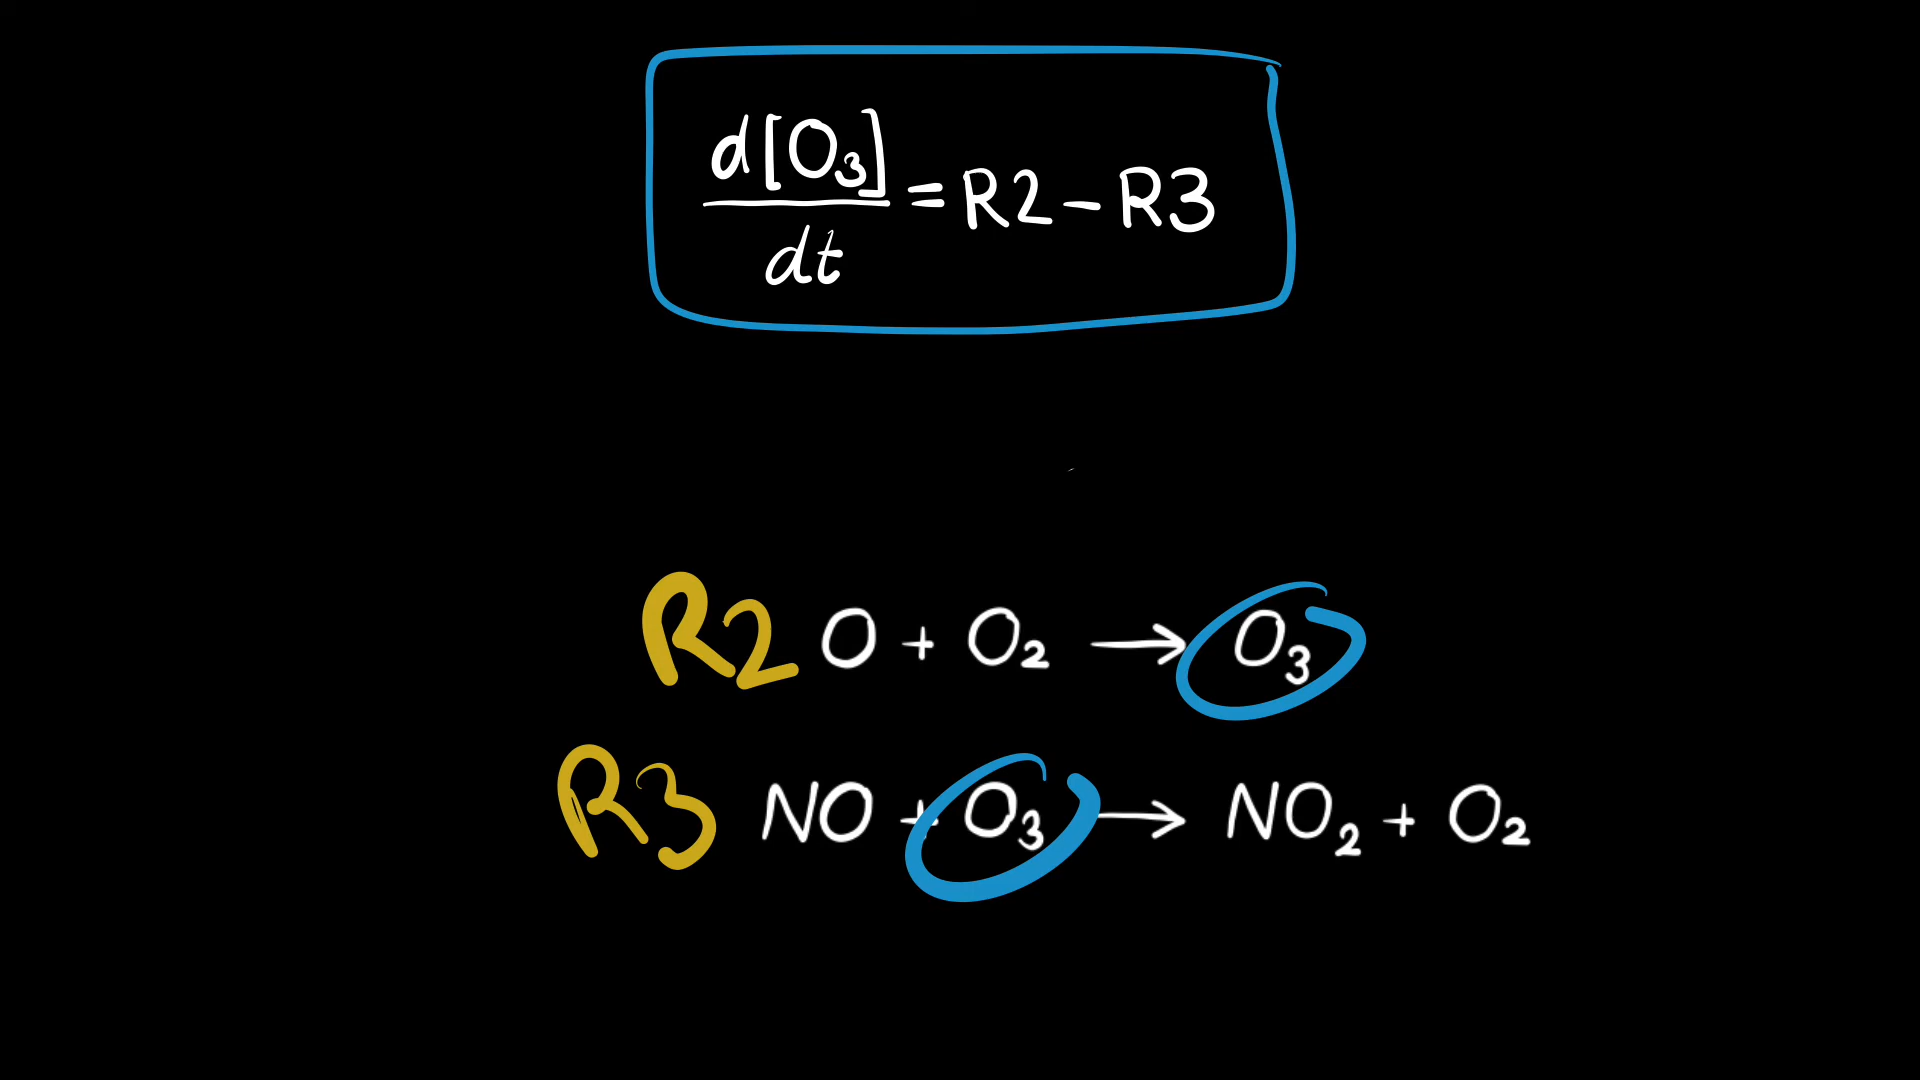 d[O₃]
dt
= R2 - R3
R2 O + O₂ → O₃
R3 NO + O₃ → NO₂ + O₂